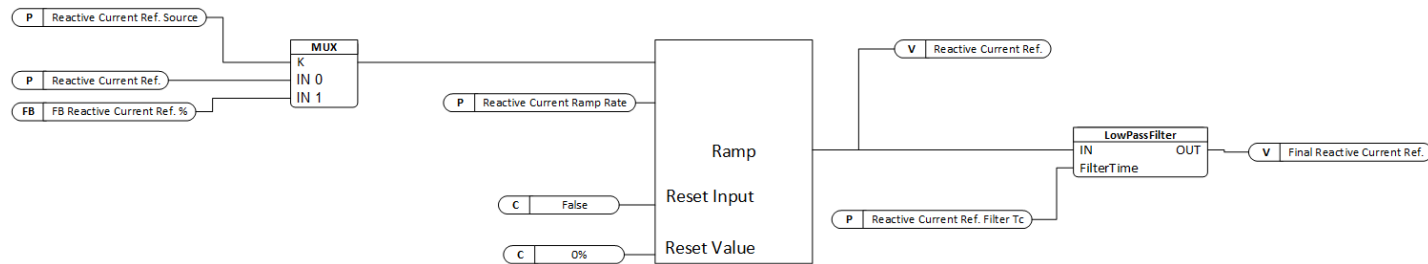 P Reactive Current Ref. Source
MUX
K
P Reactive Current Ref.
IN 0
FB FB Reactive Current Ref. %
IN 1
P Reactive Current Ramp Rate
Ramp
C False
Reset Input
C 0%
Reset Value
V Reactive Current Ref.
LowPassFilter
IN OUT
FilterTime
P Reactive Current Ref. Filter Tc
V Final Reactive Current Ref.